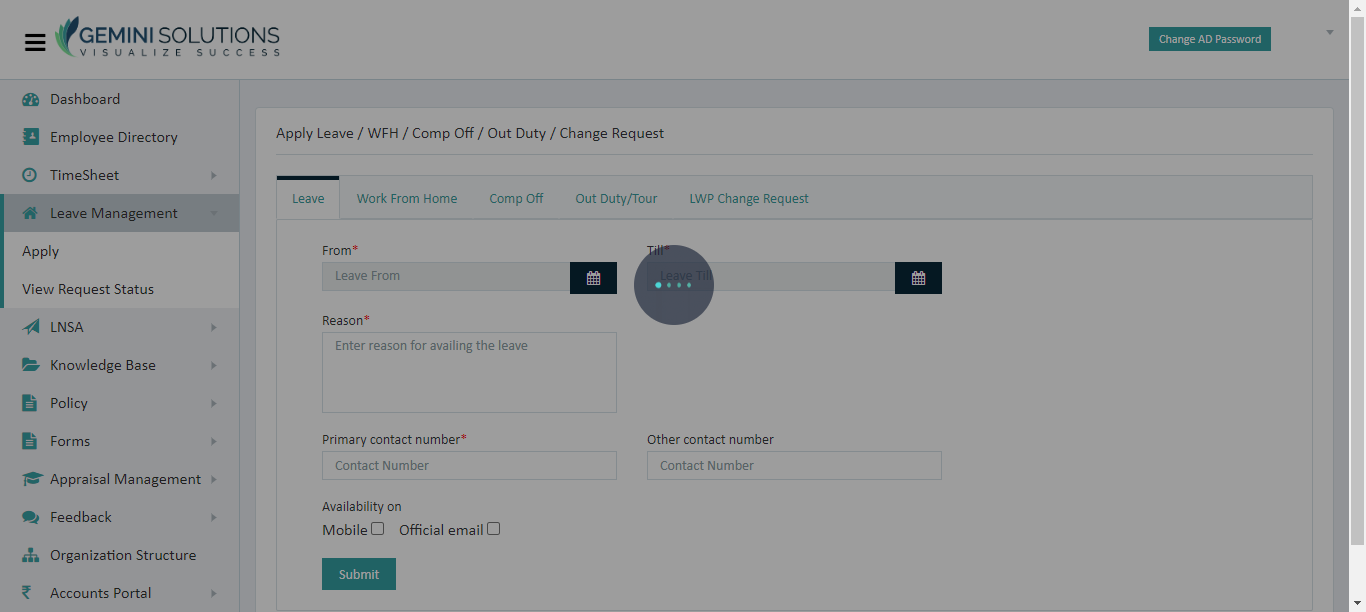 GEMINI SOLUTIONS
VISUALIZE SUCCESS
Change AD Password
Dashboard
Employee Directory
TimeSheet
Leave Management
Apply
View Request Status
LNSA
Knowledge Base
Policy
Forms
Appraisal Management
Feedback
Organization Structure
Accounts Portal
Apply Leave / WFH / Comp Off / Out Duty / Change Request
Leave Work From Home Comp Off Out Duty/Tour LWP Change Request
From* Till*
Leave From Leave Till
Reason*
Enter reason for availing the leave
Primary contact number* Other contact number
Contact Number Contact Number
Availability on
Mobile Official email
Submit